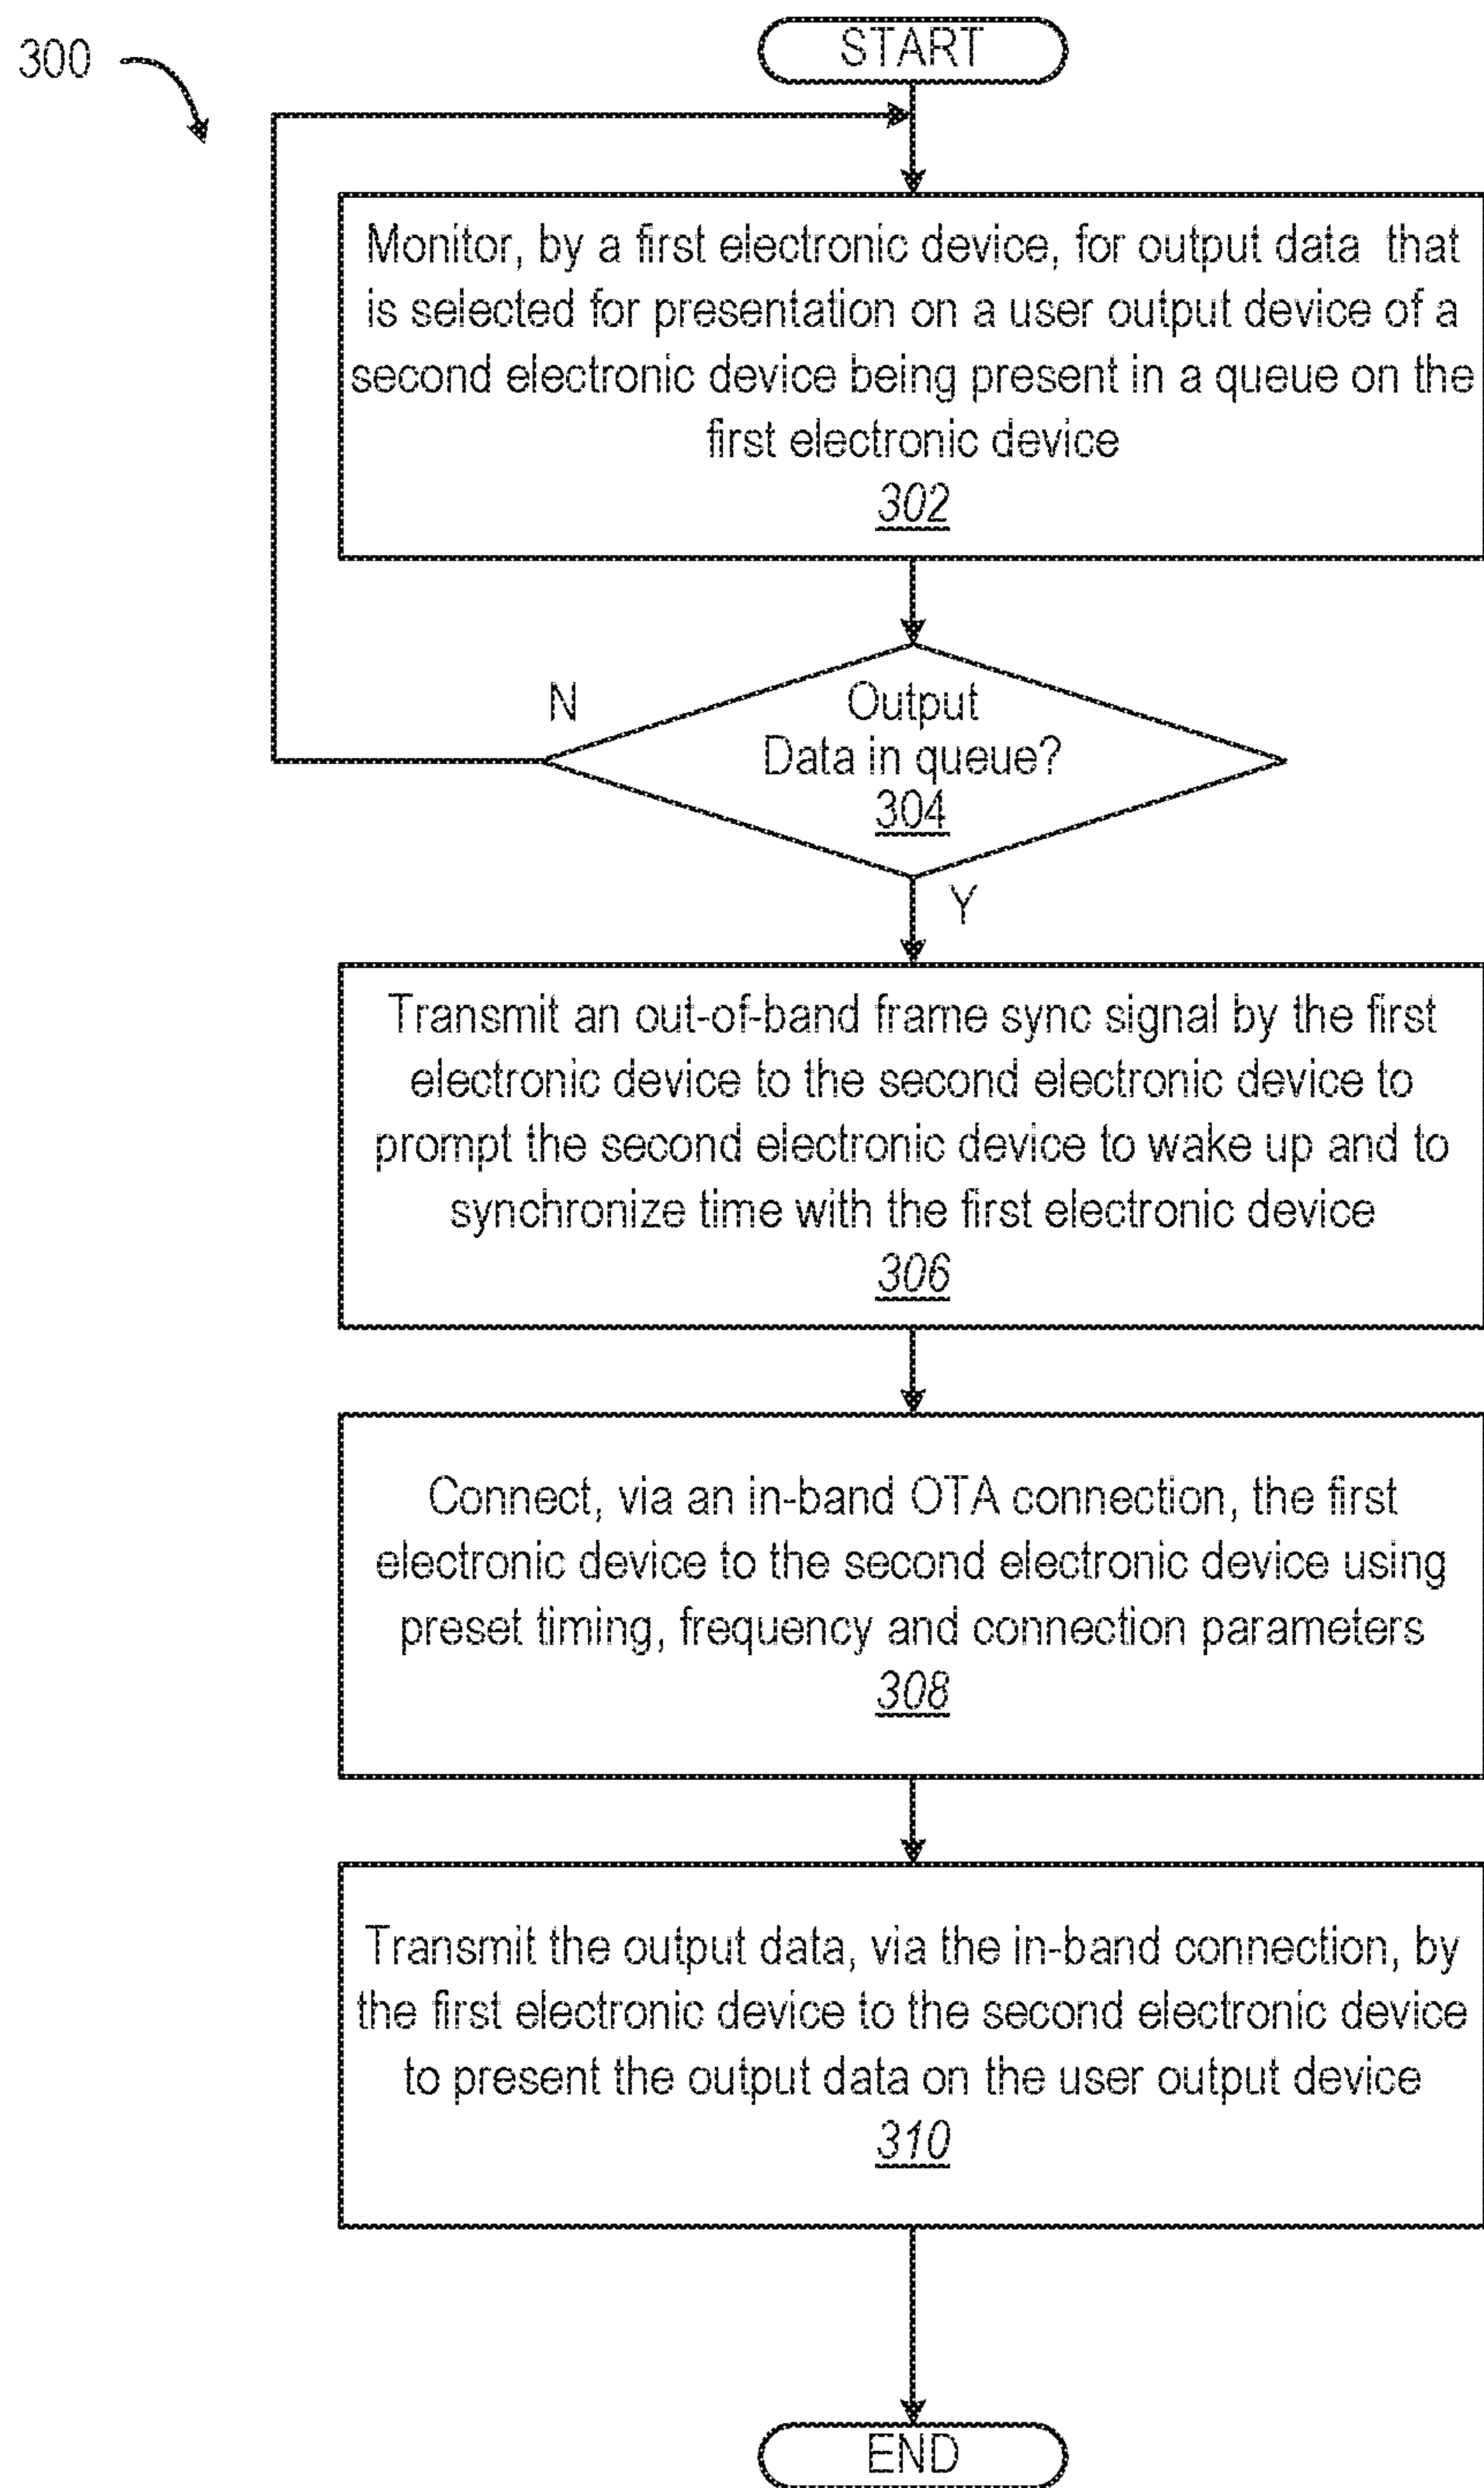 300
START
Monitor, by a first electronic device, for output data that
is selected for presentation on a user output device of a
second electronic device being present in a queue on the
first electronic device
302
N
Output
Data in queue?
304
Y
Transmit an out-of-band frame sync signal by the first
electronic device to the second electronic device to
prompt the second electronic device to wake up and to
synchronize time with the first electronic device
306
Connect, via an in-band OTA connection, the first
electronic device to the second electronic device using
preset timing, frequency and connection parameters
308
Transmit the output data, via the in-band connection, by
the first electronic device to the second electronic device
to present the output data on the user output device
310
END